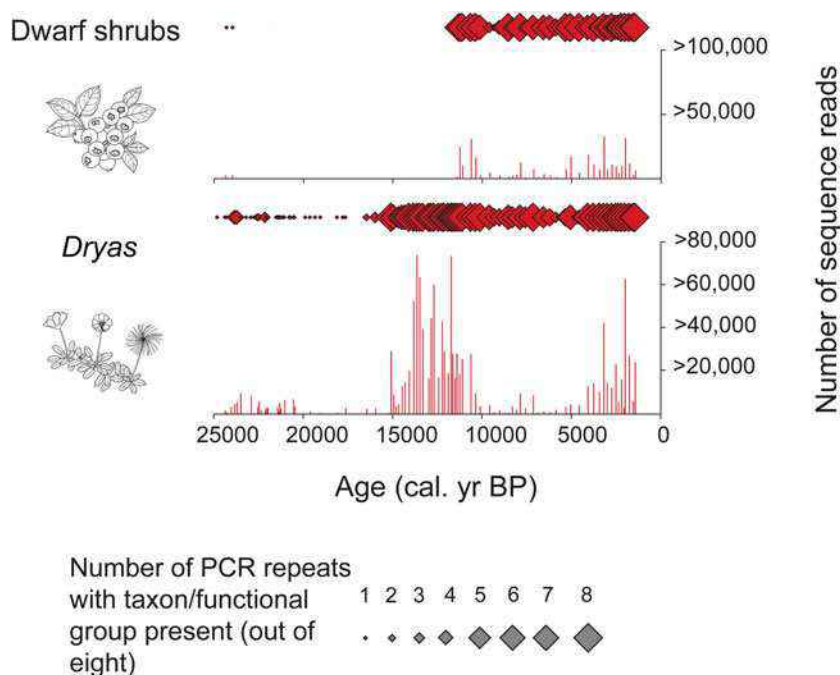 Dwarf shrubs
>100,000
>50,000
Dryas
>80,000
>60,000
>40,000
>20,000
Number of sequence reads
25000 20000 15000 10000 5000 0
Age (cal. yr BP)
Number of PCR repeats
with taxon/functional
group present (out of
eight)
1 2 3 4 5 6 7 8